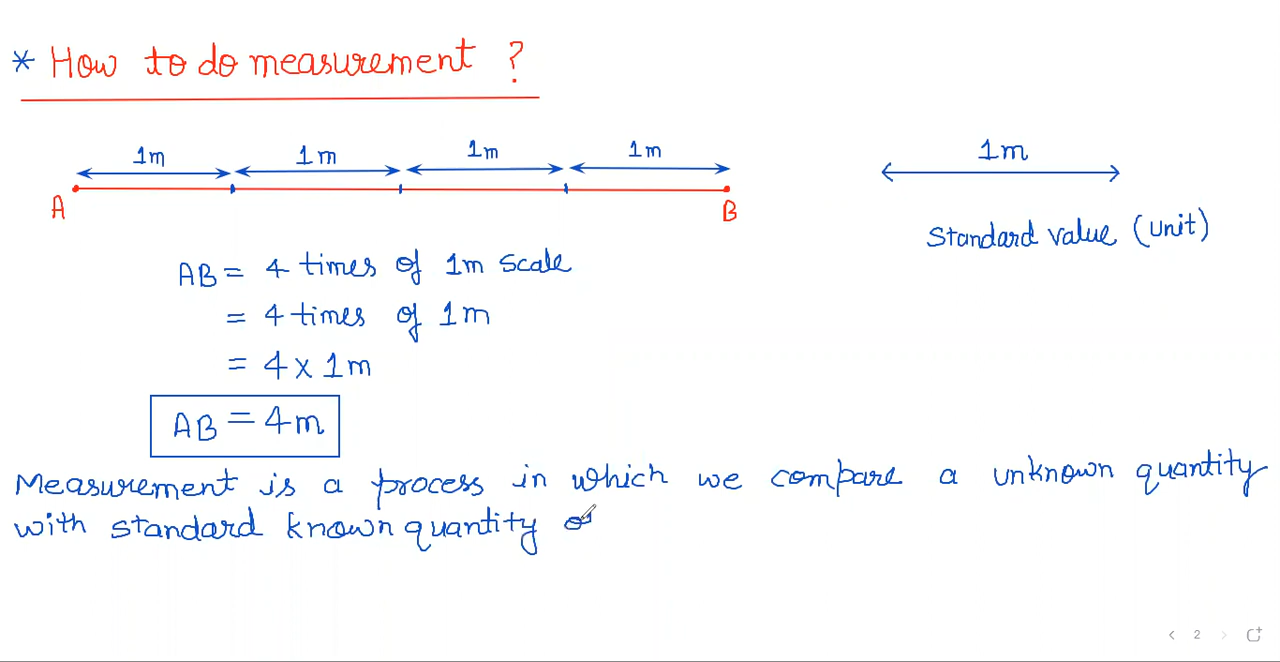 * How to do measurement ?
1m 1m 1m 1m
1m
A B
Standard value (unit)
AB = 4 times of 1m scale
= 4 times of 1m
= 4 x 1m
AB = 4m
Measurement is a process in which we compare a unknown quantity
with standard known quantity
2